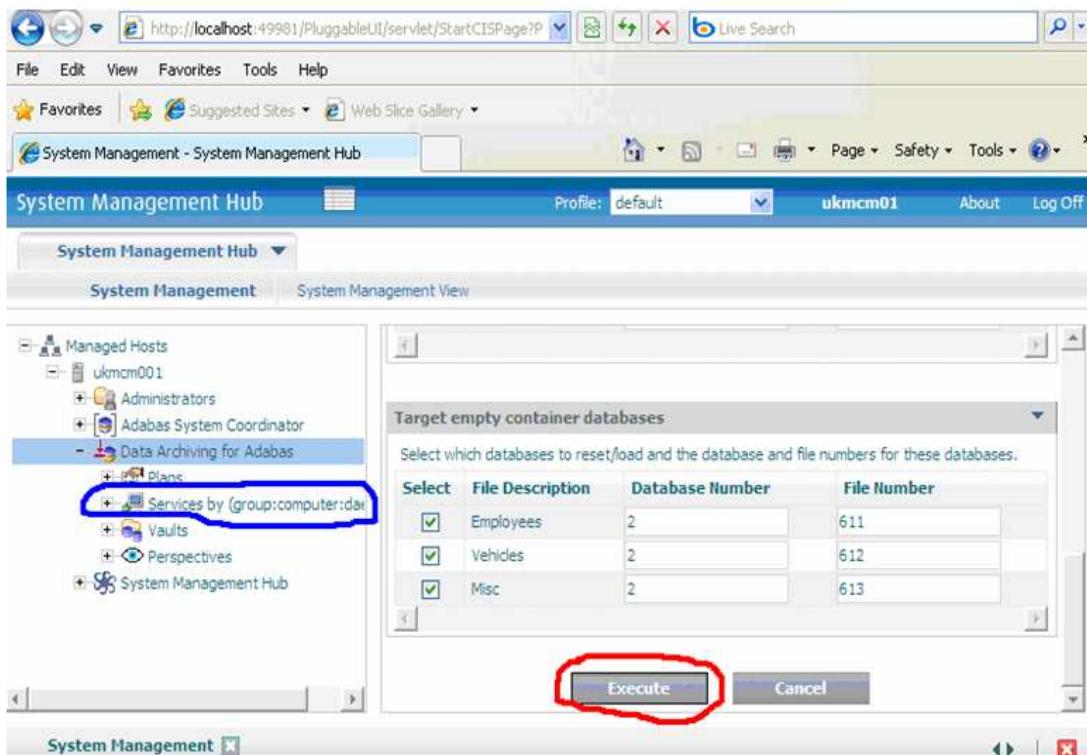 http://localhost:49981/PluggableUI/servlet/StartCISPage?P
Live Search
File Edit View Favorites Tools Help
Favorites Suggested Sites Web Slice Gallery
System Management - System Management Hub
Page Safety Tools
System Management Hub Profile: default ukmcm01 About Log Off
System Management Hub
System Management System Management View
Managed Hosts
ukmcm001
Administrators
Adabas System Coordinator
Data Archiving for Adabas
Plans
Services by (group:computer:dae
Vaults
Perspectives
System Management Hub
Target empty container databases
Select which databases to reset/load and the database and file numbers for these databases.
Select File Description Database Number File Number
Employees 2 611
Vehicles 2 612
Misc 2 613
Execute Cancel
System Management